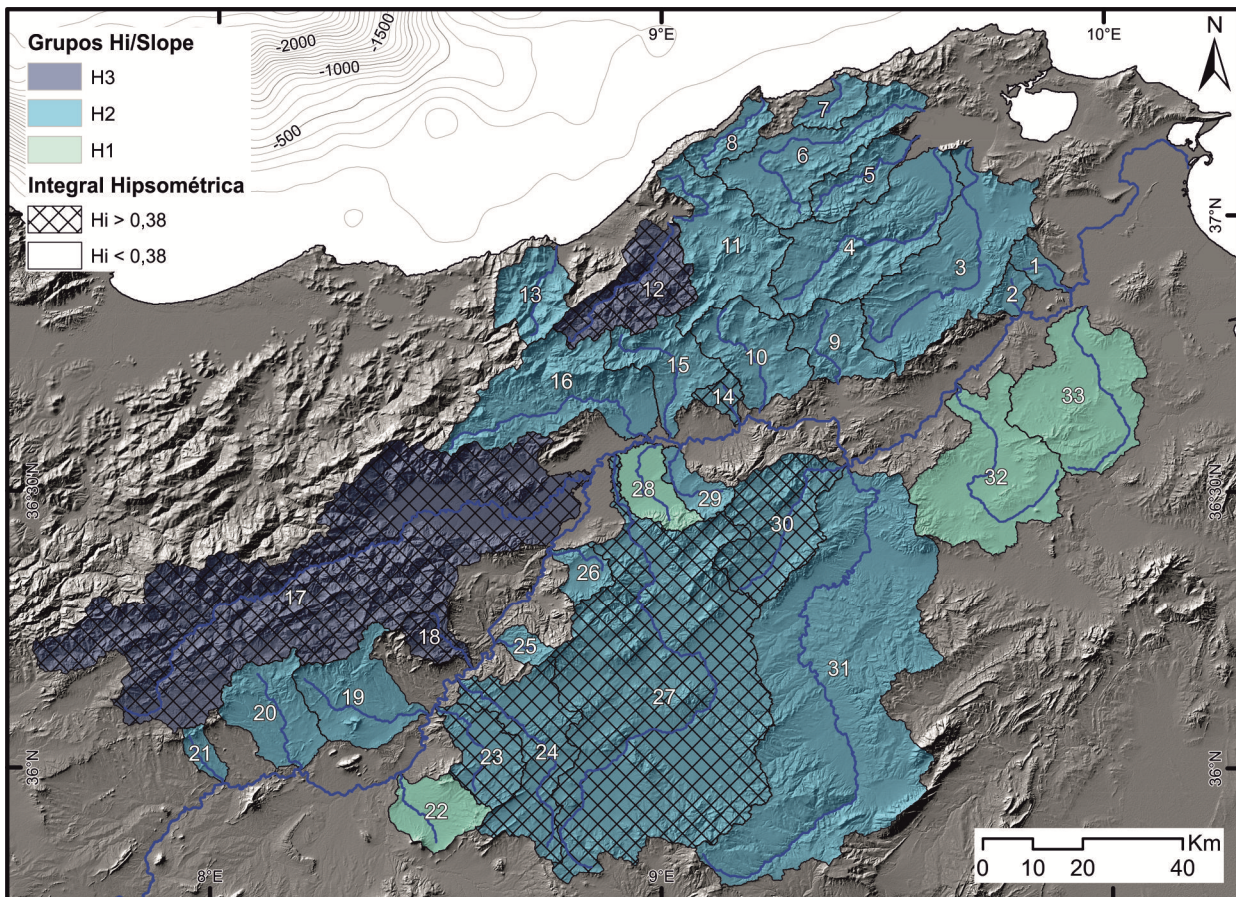 Grupos Hi/Slope
H3
H2
H1
Integral Hipsométrica
Hi > 0,38
Hi < 0,38
-2000
-1500
-1000
-500
9°E
10°E
N
37°N
36°30'N
36°30'N
36°N
36°N
8°E
9°E
7
8
6
5
11
4
3
1
2
12
13
9
10
15
14
16
33
32
28
29
30
26
17
18
25
27
31
19
20
21
23
24
22
Km
0 10 20 40